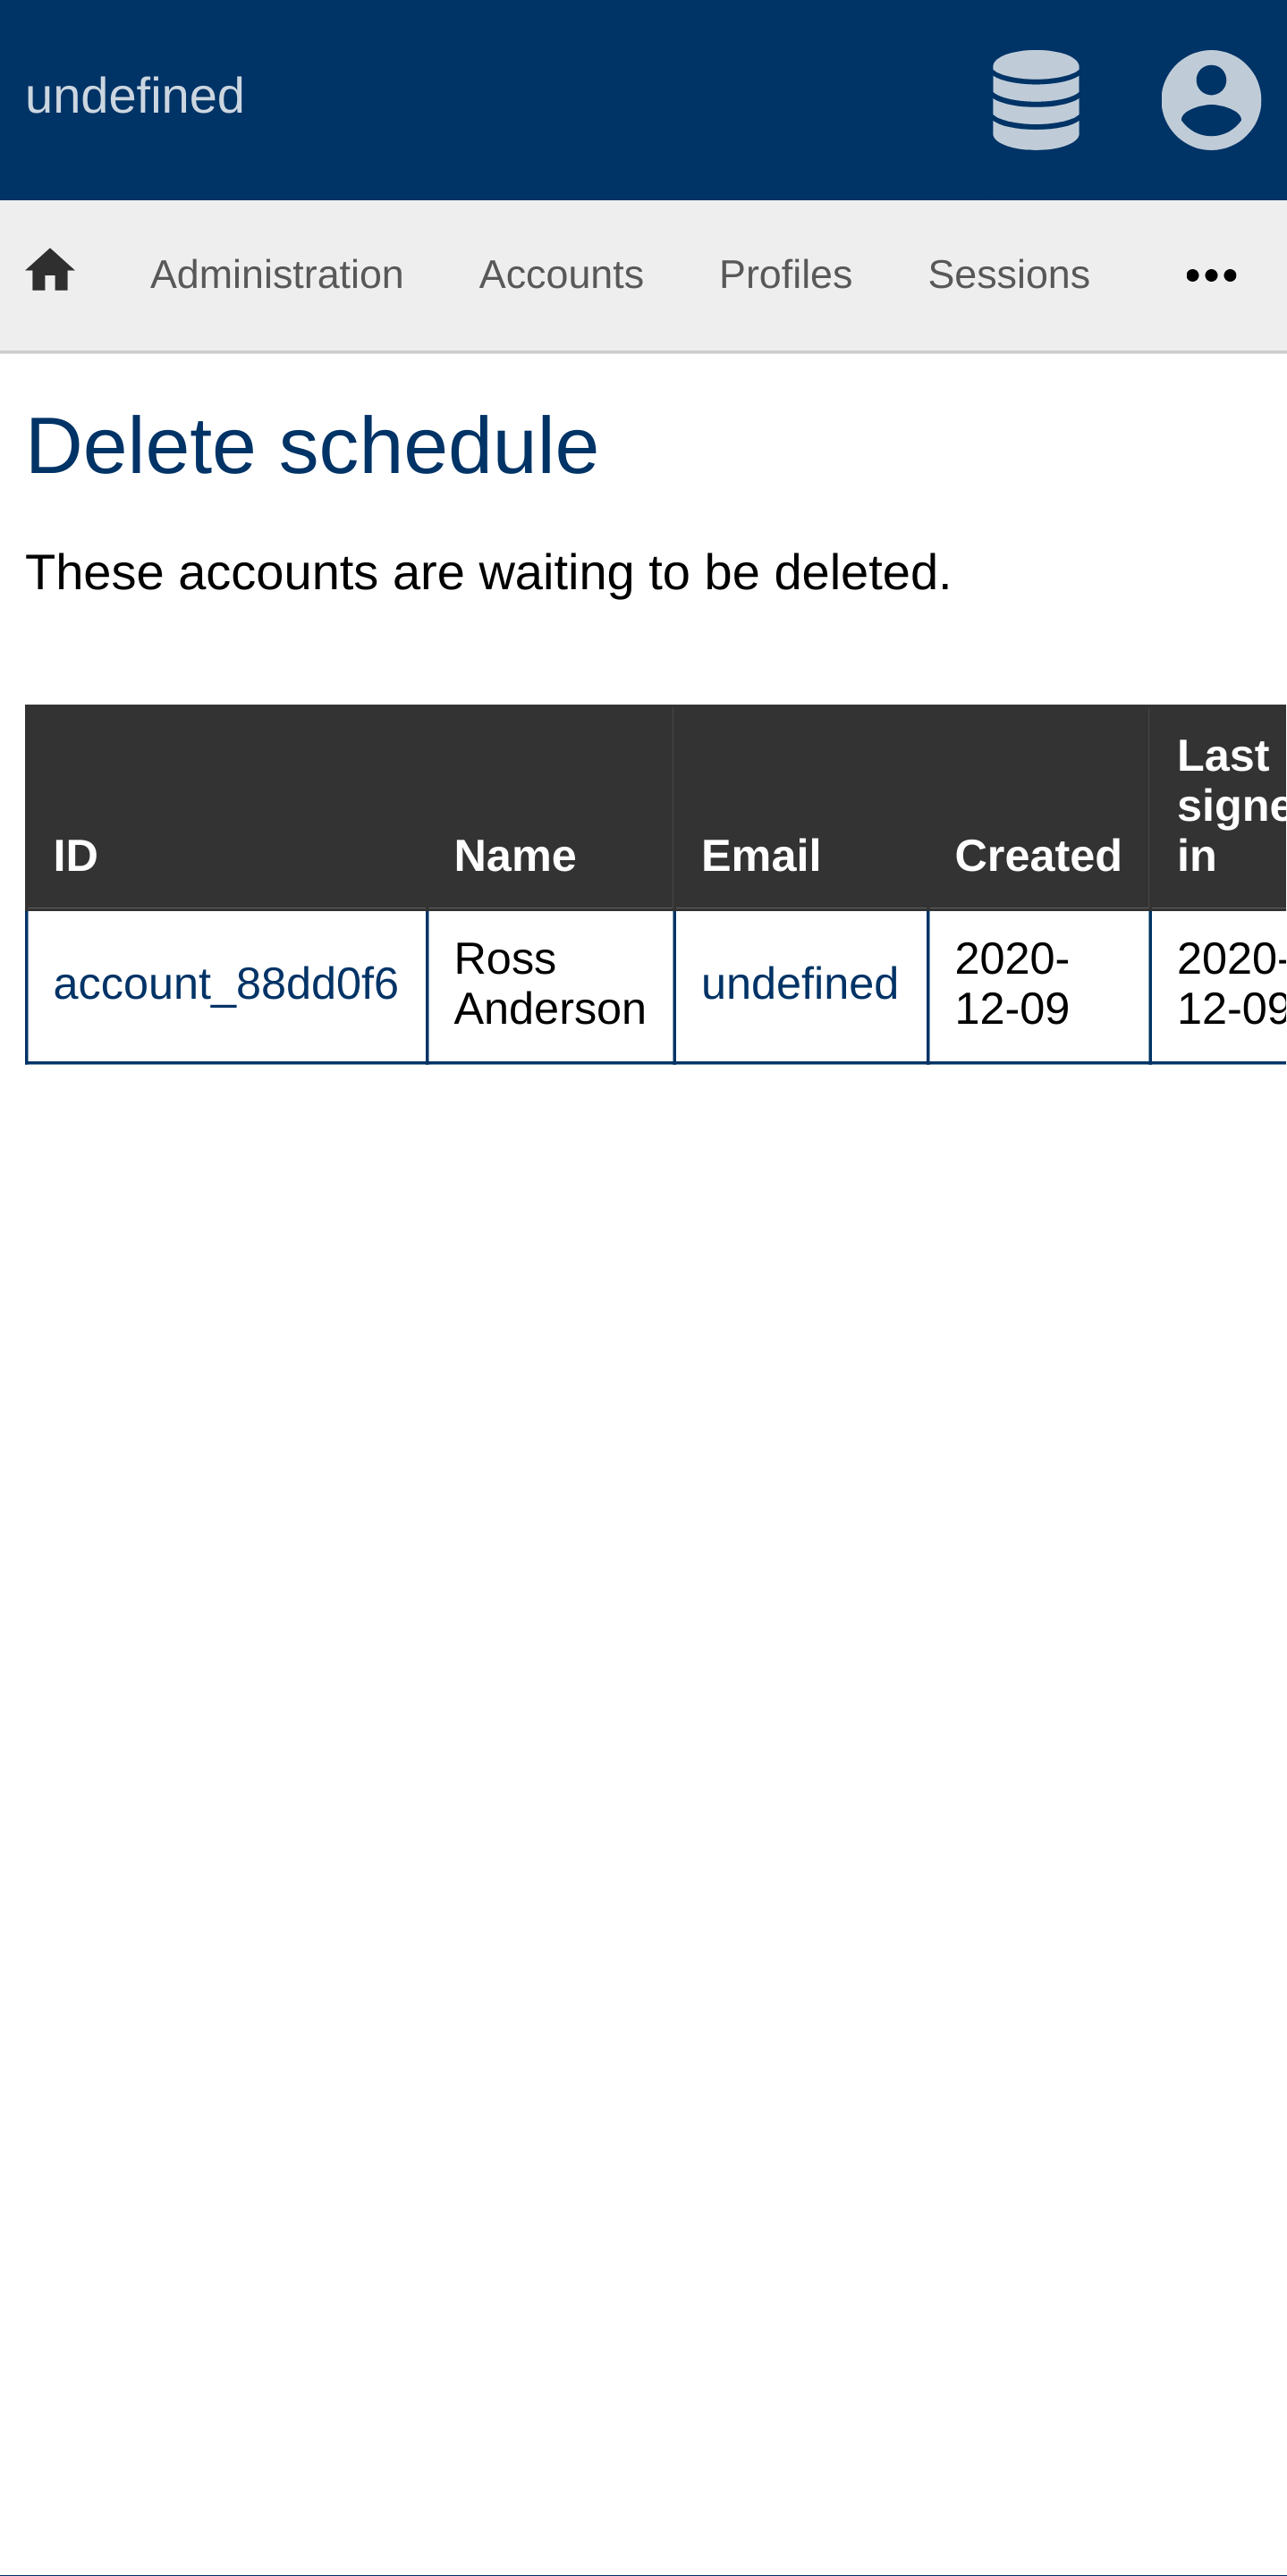 undefined
Administration Accounts Profiles Sessions
Delete schedule
These accounts are waiting to be deleted.
ID Name Email Created Last signe in
account_88dd0f6 Ross Anderson undefined 2020-12-09 2020-12-09